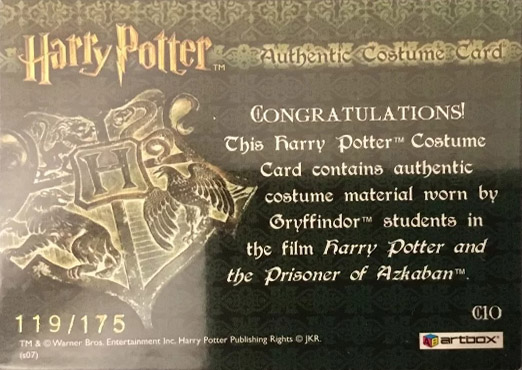 Harry Potter™
Authentic Costume Card
CONGRATULATIONS!
This Harry Potter™ Costume
Card contains authentic
costume material worn by
Gryffindor™ students in
the film Harry Potter and
the Prisoner of Azkaban™.
H
119/175
C10
TM & © Warner Bros. Entertainment Inc. Harry Potter Publishing Rights © JKR.
(s07)
artbox